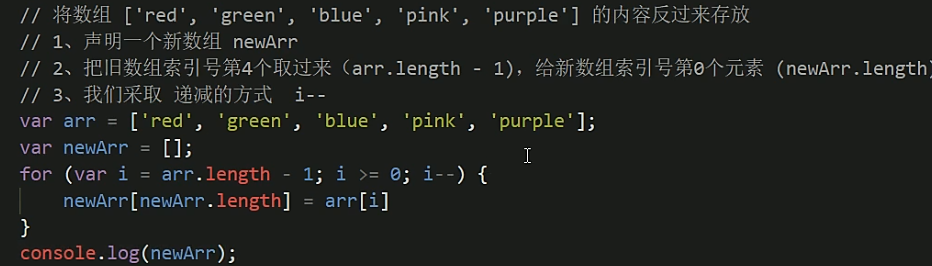 // 将数组 ['red', 'green', 'blue', 'pink', 'purple'] 的内容反过来存放
// 1、声明一个新数组 newArr
// 2、把旧数组索引号第4个取过来（arr.length - 1），给新数组索引号第0个元素 (newArr.length)
// 3、我们采取 递减的方式  i--
var arr = ['red', 'green', 'blue', 'pink', 'purple'];
var newArr = [];
for (var i = arr.length - 1; i >= 0; i--) {
    newArr[newArr.length] = arr[i]
}
console.log(newArr);